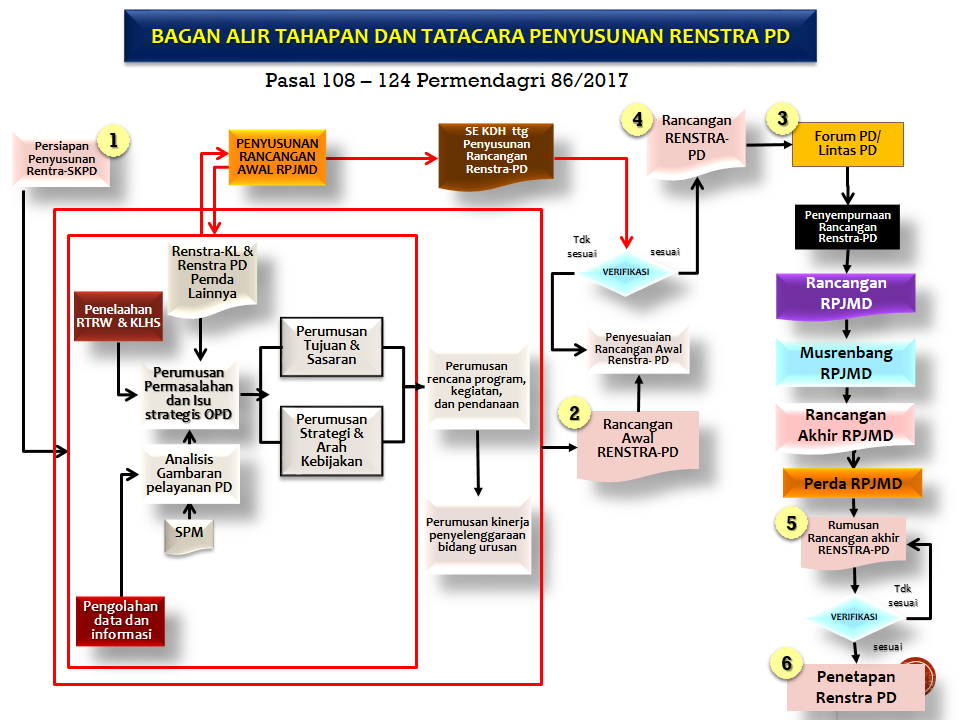 BAGAN ALIR TAHAPAN DAN TATACARA PENYUSUNAN RENSTRA PD
Pasal 108 – 124 Permendagri 86/2017
1
Persiapan
Penyusunan
Rentra-SKPD
PENYUSUNAN
RANCANGAN
AWAL RPJMD
SE KDH ttg
Penyusunan
Rancangan
Renstra-PD
4
Rancangan
RENSTRA-
PD
3
Forum PD/
Lintas PD
Penyempurnaan
Rancangan
Renstra-PD
Rancangan
RPJMD
Musrenbang
RPJMD
Rancangan
Akhir RPJMD
Perda RPJMD
5
Rumusan
Rancangan akhir
RENSTRA-PD
Tdk
sesuai
VERIFIKASI
sesuai
6
Penetapan
Renstra PD
Tdk
sesuai
sesuai
VERIFIKASI
Penyesuaian
Rancangan Awal
Renstra- PD
2
Rancangan
Awal
RENSTRA-PD
Renstra-KL &
Renstra PD
Pemda
Lainnya
Penelaahan
RTRW & KLHS
Perumusan
Permasalahan
dan Isu
strategis OPD
Analisis
Gambaran
pelayanan PD
SPM
Pengolahan
data dan
informasi
Perumusan
Tujuan &
Sasaran
Perumusan
Strategi &
Arah
Kebijakan
Perumusan
rencana program,
kegiatan,
dan pendanaan
Perumusan kinerja
penyelenggaraan
bidang urusan